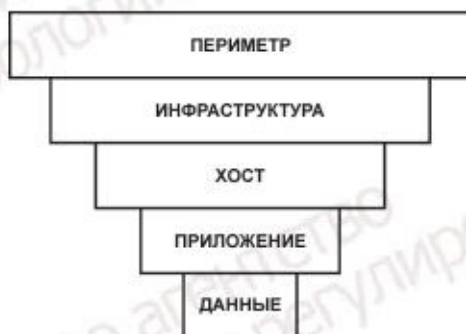 ПЕРИМЕТР
ИНФРАСТРУКТУРА
ХОСТ
ПРИЛОЖЕНИЕ
ДАННЫЕ